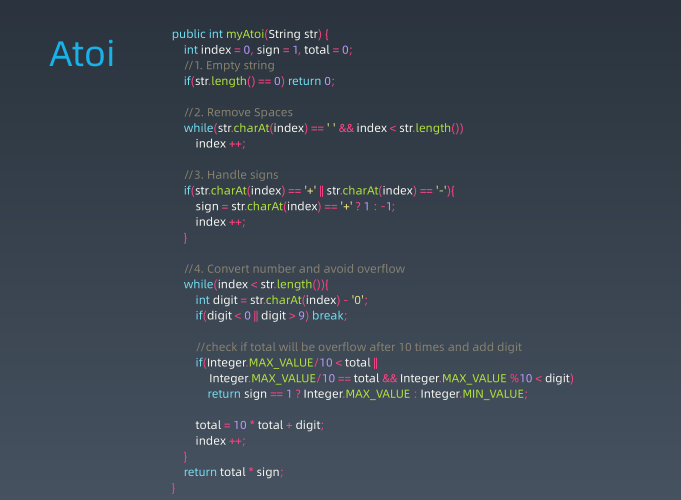 Atoi
public int myAtoi(String str) {
    int index = 0, sign = 1, total = 0;
    //1. Empty string
    if(str.length() == 0) return 0;

    //2. Remove Spaces
    while(str.charAt(index) == ' ' && index < str.length())
        index ++;

    //3. Handle signs
    if(str.charAt(index) == '+' || str.charAt(index) == '-'){
        sign = str.charAt(index) == '+' ? 1 : -1;
        index ++;
    }

    //4. Convert number and avoid overflow
    while(index < str.length()){
        int digit = str.charAt(index) - '0';
        if(digit < 0 || digit > 9) break;

        //check if total will be overflow after 10 times and add digit
        if(Integer.MAX_VALUE/10 < total ||
            Integer.MAX_VALUE/10 == total && Integer.MAX_VALUE %10 < digit)
            return sign == 1 ? Integer.MAX_VALUE : Integer.MIN_VALUE;

        total = 10 * total + digit;
        index ++;
    }
    return total * sign;
}